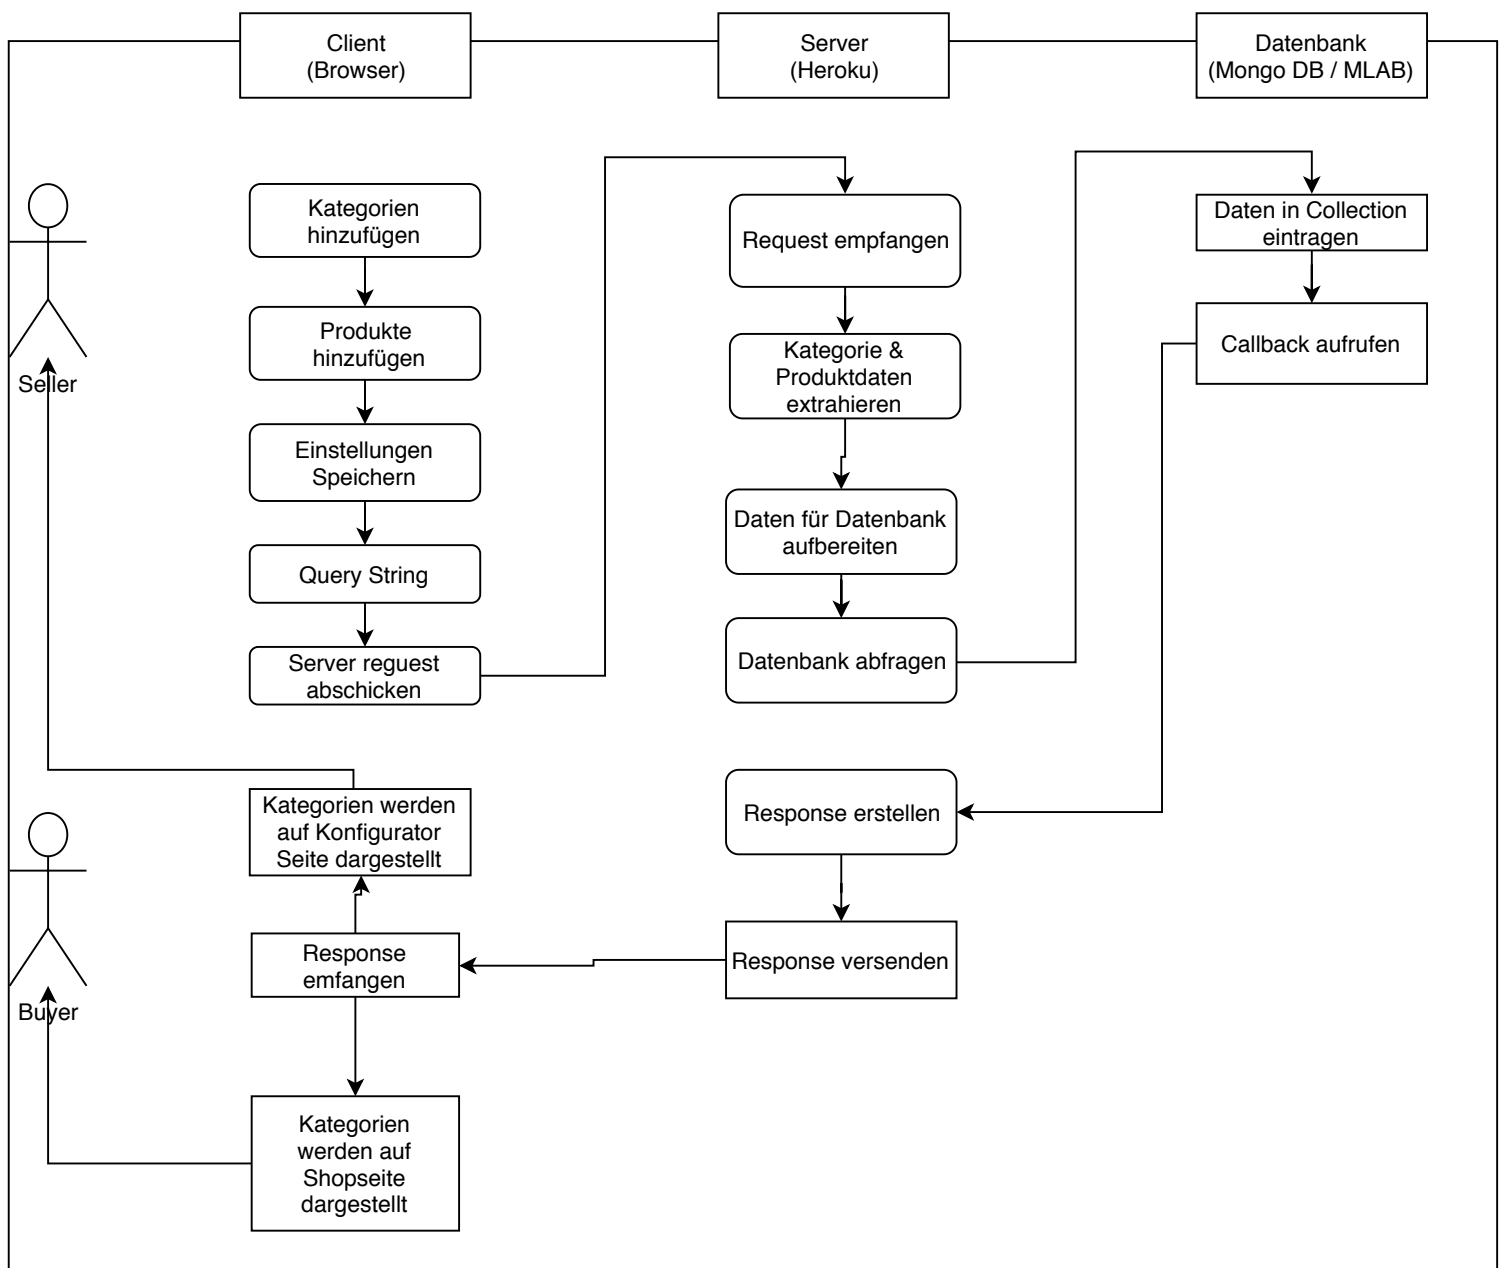 Client
(Browser)
Server
(Heroku)
Datenbank
(Mongo DB / MLAB)
Seller
Kategorien
hinzufügen
Produkte
hinzufügen
Einstellungen
Speichern
Query String
Server reguest
abschicken
Request empfangen
Kategorie &
Produktdaten
extrahieren
Daten für Datenbank
aufbereiten
Datenbank abfragen
Daten in Collection
eintragen
Callback aufrufen
Response erstellen
Response versenden
Response
emfangen
Kategorien werden
auf Konfigurator
Seite dargestellt
Buyer
Kategorien
werden auf
Shopseite
dargestellt